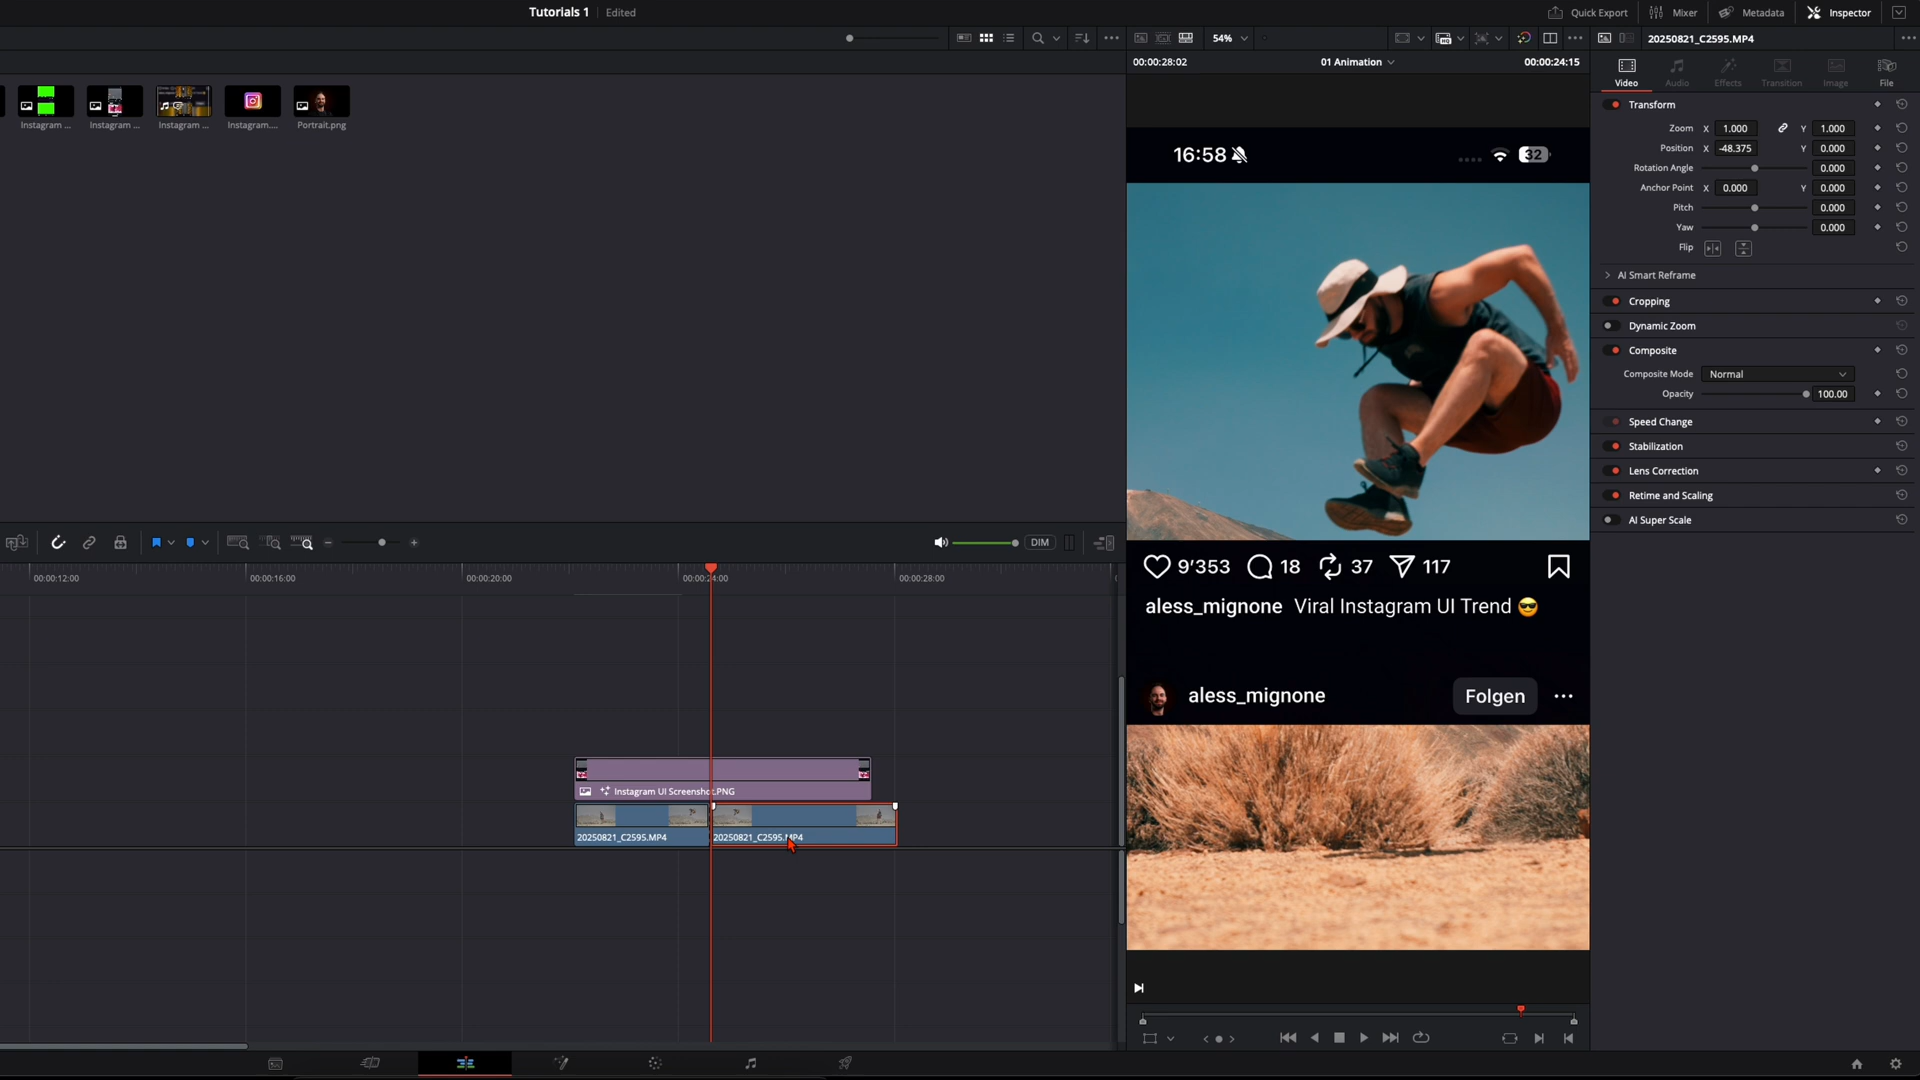 Tutorials 1 Edited
Quick Export Mixer Metadata Inspector
54%
20250821_C2595.MP4
00:00:28:02 01 Animation 00:00:24:15
Video Audio Effects Transition Image File
Instagram ... Instagram ... Instagram ... Instagram.... Portrait.png
Transform
Zoom X 1.000 Y 1.000
Position X -48.375 Y 0.000
Rotation Angle 0.000
Anchor Point X 0.000 Y 0.000
Pitch 0.000
Yaw 0.000
Flip
AI Smart Reframe
Cropping
Dynamic Zoom
Composite
Composite Mode Normal
Opacity 100.00
Speed Change
Stabilization
Lens Correction
Retime and Scaling
AI Super Scale
16:58 32
9’353 18 37 117
aless_mignone Viral Instagram UI Trend 😎
aless_mignone Folgen
DIM
00:00:12:00 00:00:16:00 00:00:20:00 00:00:24:00 00:00:28:00
Instagram UI Screenshot.PNG
20250821_C2595.MP4 20250821_C2595.MP4